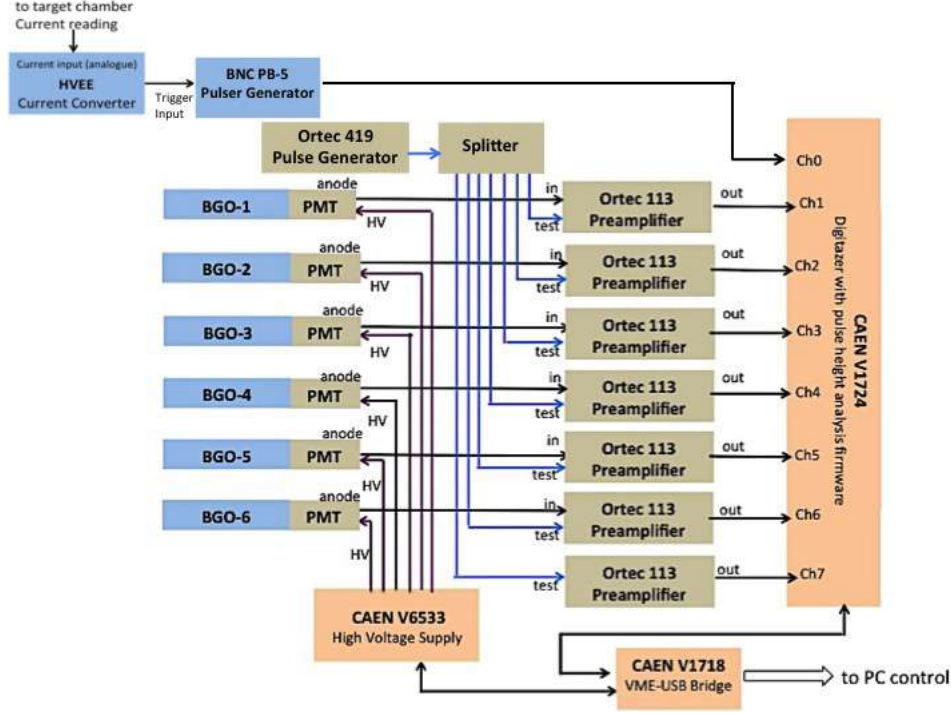 to target chamber
Current reading
Current input (analogue)
HVEE
Current Converter
Trigger
Input
BNC PB-5
Pulser Generator
Ortec 419
Pulse Generator
Splitter
Ch0
BGO-1
PMT
anode
HV
in
test
Ortec 113
Preamplifier
out
Ch1
BGO-2
PMT
anode
HV
in
test
Ortec 113
Preamplifier
out
Ch2
BGO-3
PMT
anode
HV
in
test
Ortec 113
Preamplifier
out
Ch3
BGO-4
PMT
anode
HV
in
test
Ortec 113
Preamplifier
out
Ch4
BGO-5
PMT
anode
HV
in
test
Ortec 113
Preamplifier
out
Ch5
BGO-6
PMT
anode
HV
in
test
Ortec 113
Preamplifier
out
Ch6
test
Ortec 113
Preamplifier
out
Ch7
CAEN V1724
Digitazer with pulse height analysis firmware
CAEN V6533
High Voltage Supply
CAEN V1718
VME-USB Bridge
to PC control